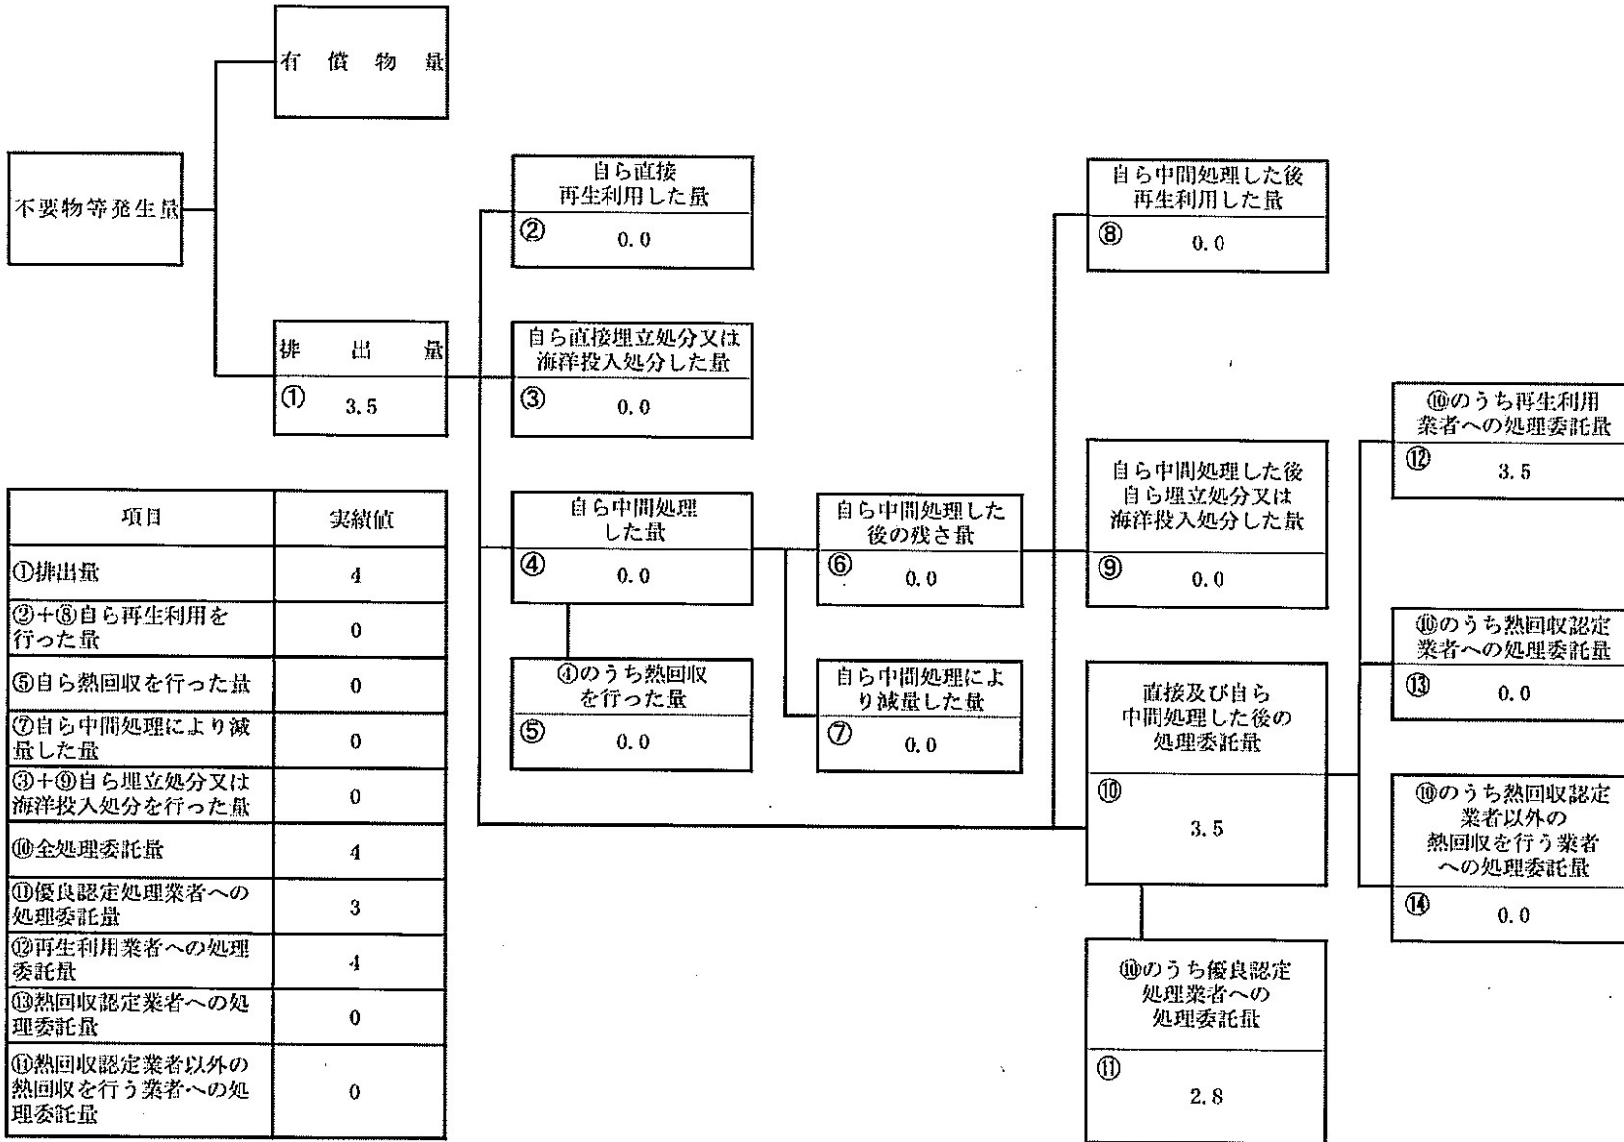 有償物量
不要物等発生量
排出量
① 3.5
自ら直接
再生利用した量
② 0.0
自ら直接埋立処分又は
海洋投入処分した量
③ 0.0
自ら中間処理
した量
④ 0.0
④のうち熱回収
を行った量
⑤ 0.0
自ら中間処理した
後の残さ量
⑥ 0.0
自ら中間処理によ
り減量した量
⑦ 0.0
自ら中間処理した後
再生利用した量
⑧ 0.0
自ら中間処理した後
自ら埋立処分又は
海洋投入処分した量
⑨ 0.0
直接及び自ら
中間処理した後の
処理委託量
⑩
3.5
⑩のうち優良認定
処理業者への
処理委託量
⑪
2.8
⑩のうち再生利用
業者への処理委託量
⑫ 3.5
⑩のうち熱回収認定
業者への処理委託量
⑬ 0.0
⑩のうち熱回収認定
業者以外の
熱回収を行う業者
への処理委託量
⑭ 0.0
項目 実績値
①排出量 4
②+⑧自ら再生利用を
行った量 0
⑤自ら熱回収を行った量 0
⑦自ら中間処理により減
量した量 0
③+⑨自ら埋立処分又は
海洋投入処分を行った量 0
⑩全処理委託量 4
⑪優良認定処理業者への
処理委託量 3
⑫再生利用業者への処理
委託量 4
⑬熱回収認定業者への処
理委託量 0
⑭熱回収認定業者以外の
熱回収を行う業者への処
理委託量 0